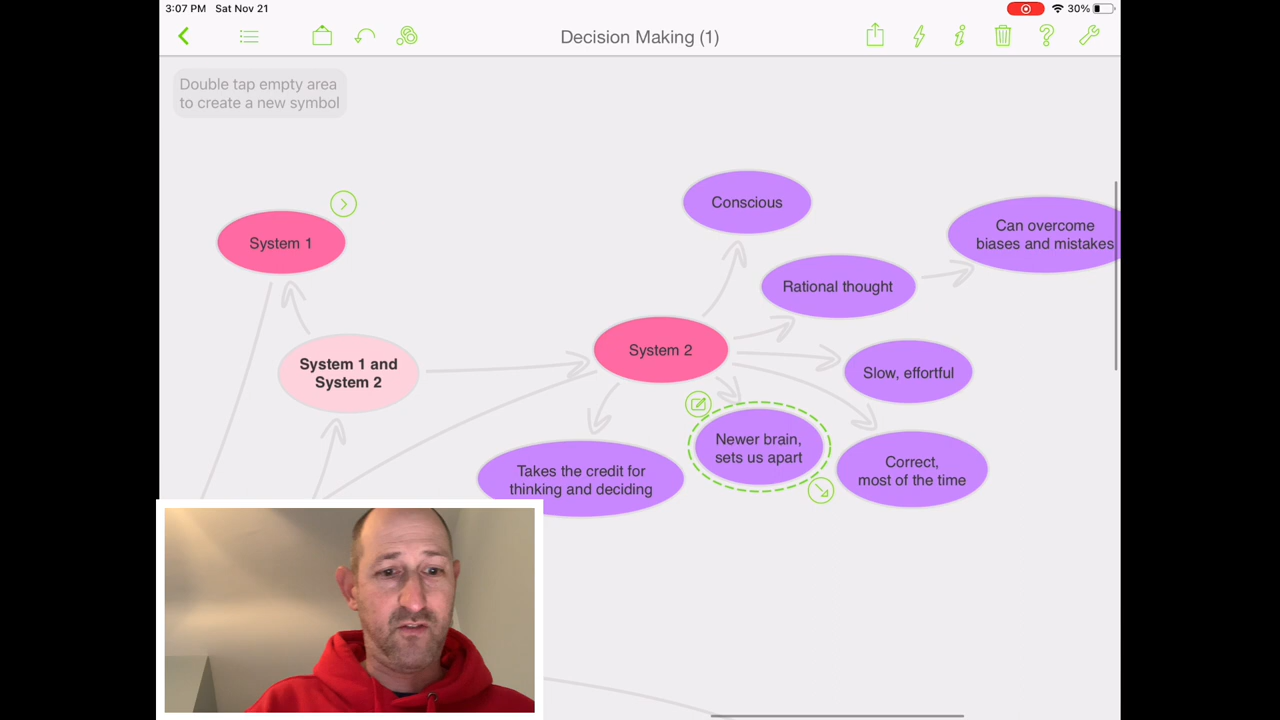 3:07 PM Sat Nov 21
30%
Decision Making (1)
Double tap empty area
to create a new symbol
Conscious
Can overcome
biases and mistakes
System 1
Rational thought
System 2
System 1 and
System 2
Slow, effortful
Newer brain,
sets us apart
Takes the credit for
thinking and deciding
Correct,
most of the time